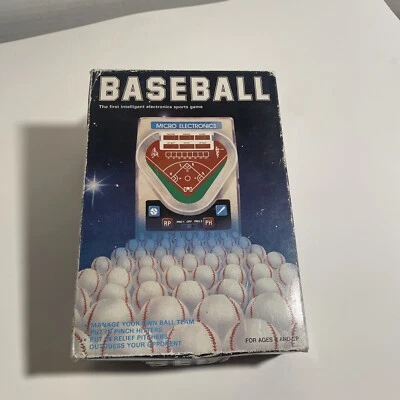 BASEBALL
The first intelligent electronics sports game
MICRO ELECTRONICS
RP
PH
MANAGE YOUR OWN BALL TEAM
PUT IN PINCH HITTERS
PUT IN RELIEF PITCHERS
OUTGUESS YOUR OPPONENT
FOR AGES